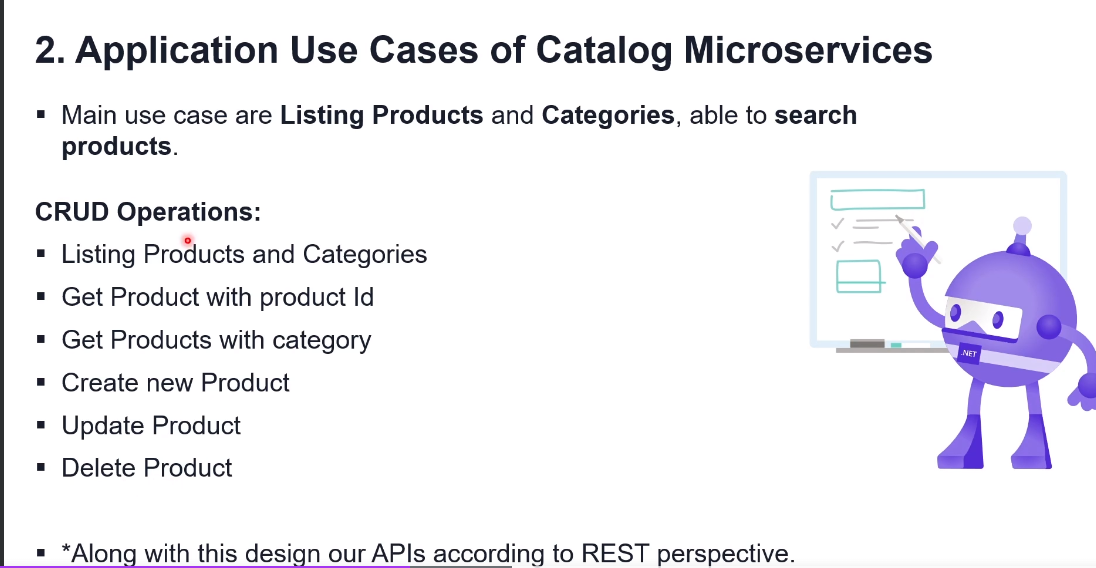 2. Application Use Cases of Catalog Microservices
▪ Main use case are Listing Products and Categories, able to search
products.
CRUD Operations:
▪ Listing Products and Categories
▪ Get Product with product Id
▪ Get Products with category
▪ Create new Product
▪ Update Product
▪ Delete Product
.NET
▪ *Along with this design our APIs according to REST perspective.